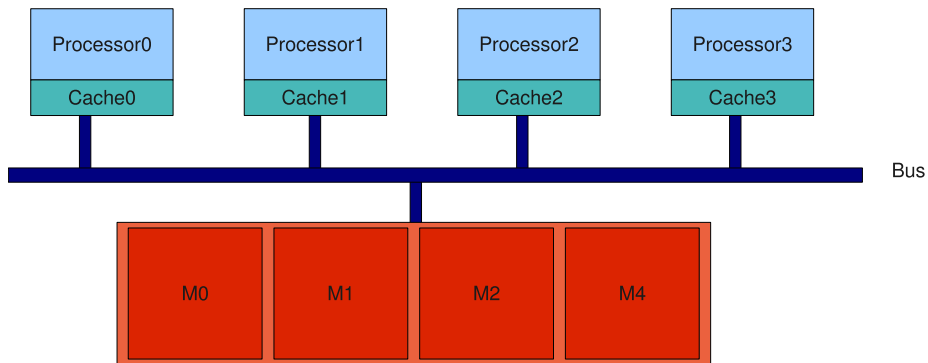 Processor0
Processor1
Processor2
Processor3
Cache0
Cache1
Cache2
Cache3
Bus
M0
M1
M2
M4